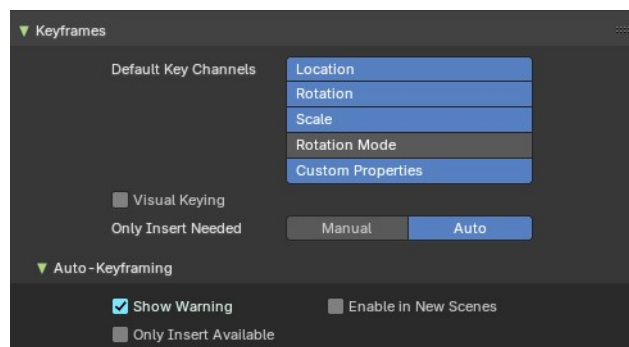 Keyframes
Default Key Channels Location
Rotation
Scale
Rotation Mode
Custom Properties
Visual Keying
Only Insert Needed Manual Auto
Auto-Keyframing
Show Warning Enable in New Scenes
Only Insert Available